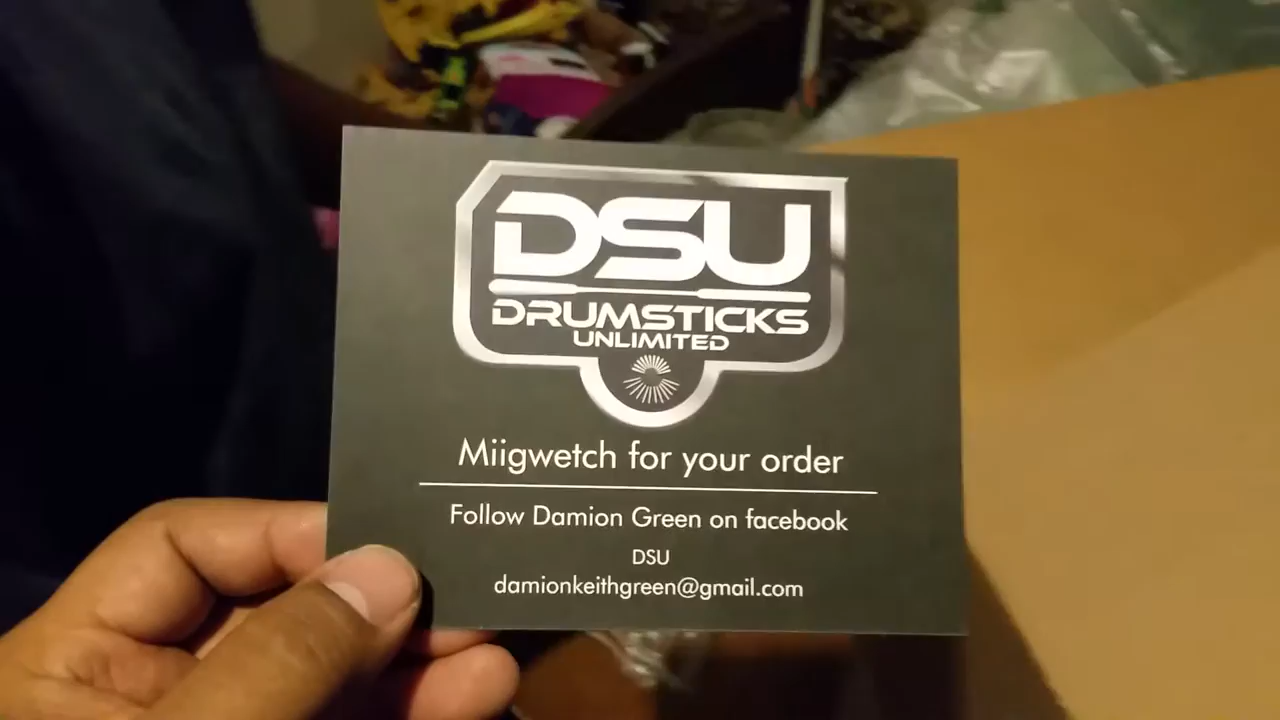 DSU
DRUMSTICKS
UNLIMITED
Miigwetch for your order
Follow Damion Green on facebook
DSU
damionkeithgreen@gmail.com